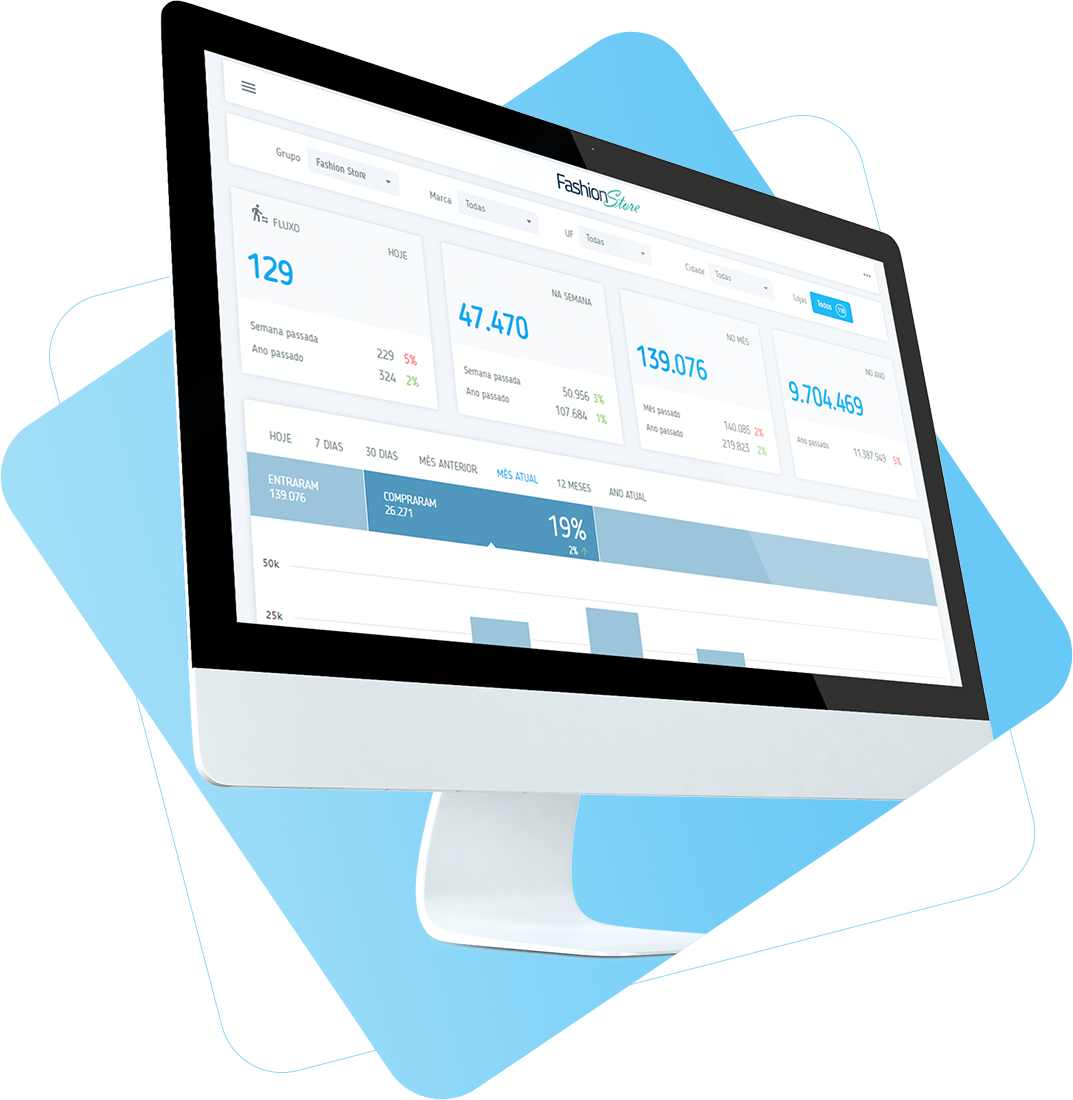 Fashion Store
Grupo
Fashion Store
Marca
Todas
UF
Todas
Cidade
Todas
Lojas
Todas
FLUXO
HOJE
129
Semana passada
229 5%
Ano passado
324 2%
NA SEMANA
47.470
Semana passada
50.956 3%
Ano passado
107.684 1%
NO MÊS
139.076
Mês passado
140.085 2%
Ano passado
219.823 2%
NO ANO
9.704.469
Ano passado
11.387.949 5%
HOJE
7 DIAS
30 DIAS
MÊS ANTERIOR
MÊS ATUAL
12 MESES
ANO ATUAL
ENTRARAM
139.076
COMPRARAM
26.271
19%
2%
50k
25k